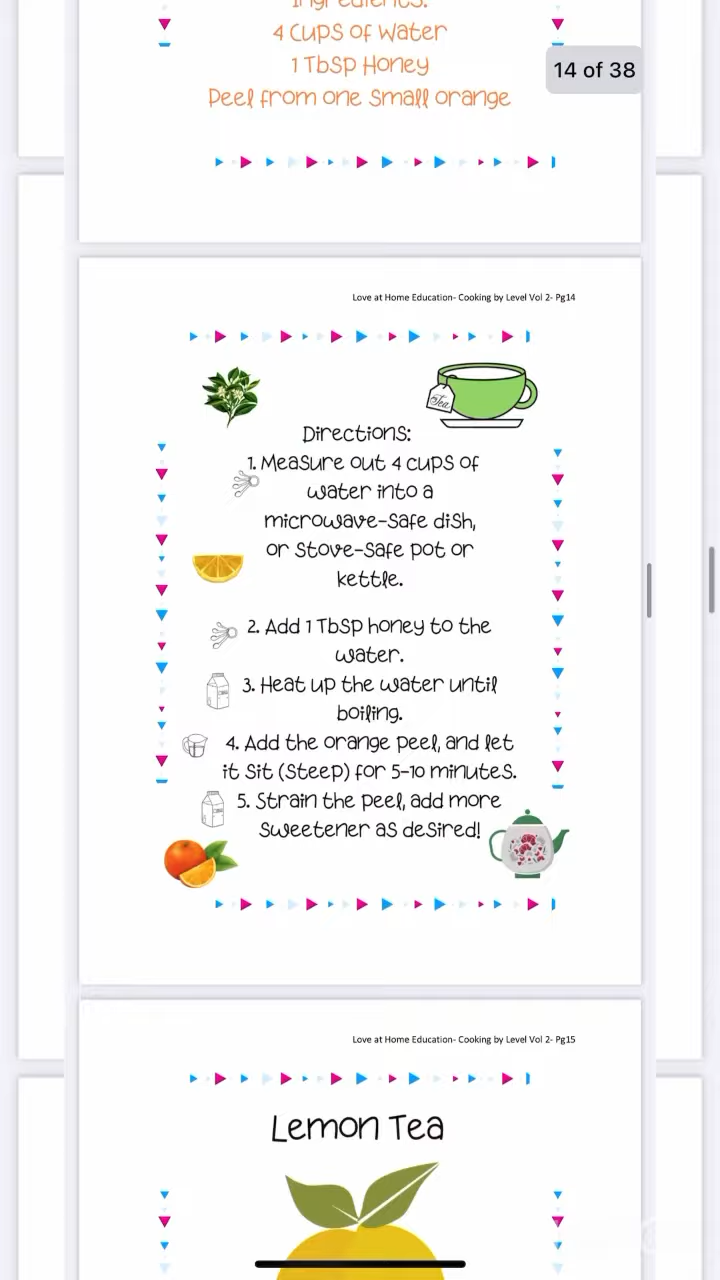 Ingredients:
4 Cups of Water
1 Tbsp Honey
Peel from one small orange
14 of 38
Love at Home Education- Cooking by Level Vol 2- Pg14
Tea
Directions:
1. Measure out 4 cups of
water into a
microwave-safe dish,
or stove-safe pot or
kettle.
2. Add 1 Tbsp honey to the
water.
3. Heat up the water until
boiling.
4. Add the orange peel, and let
it sit (steep) for 5-10 minutes.
5. Strain the peel, add more
sweetener as desired!
Love at Home Education- Cooking by Level Vol 2- Pg15
Lemon Tea